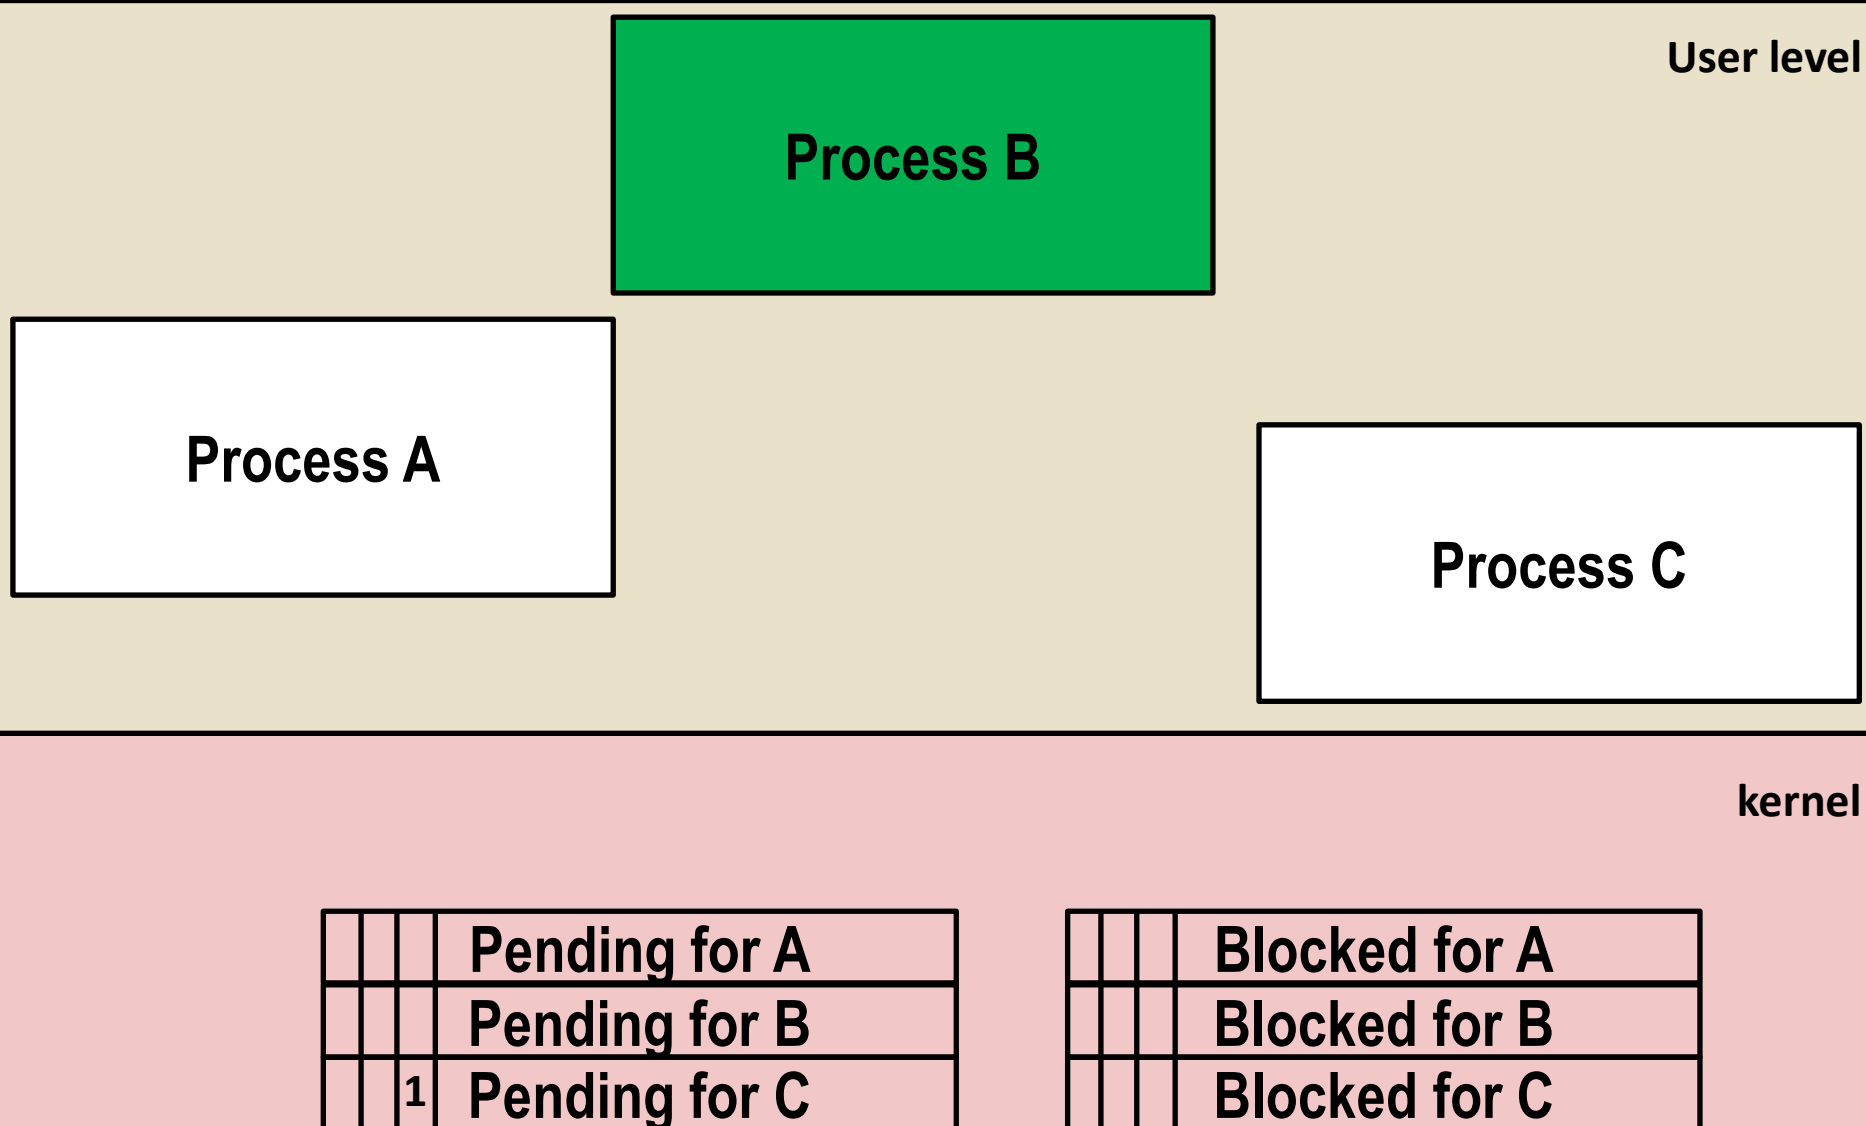 User level
Process B
Process A
Process C
kernel
Pending for A
Blocked for A
Pending for B
Blocked for B
1 Pending for C
Blocked for C